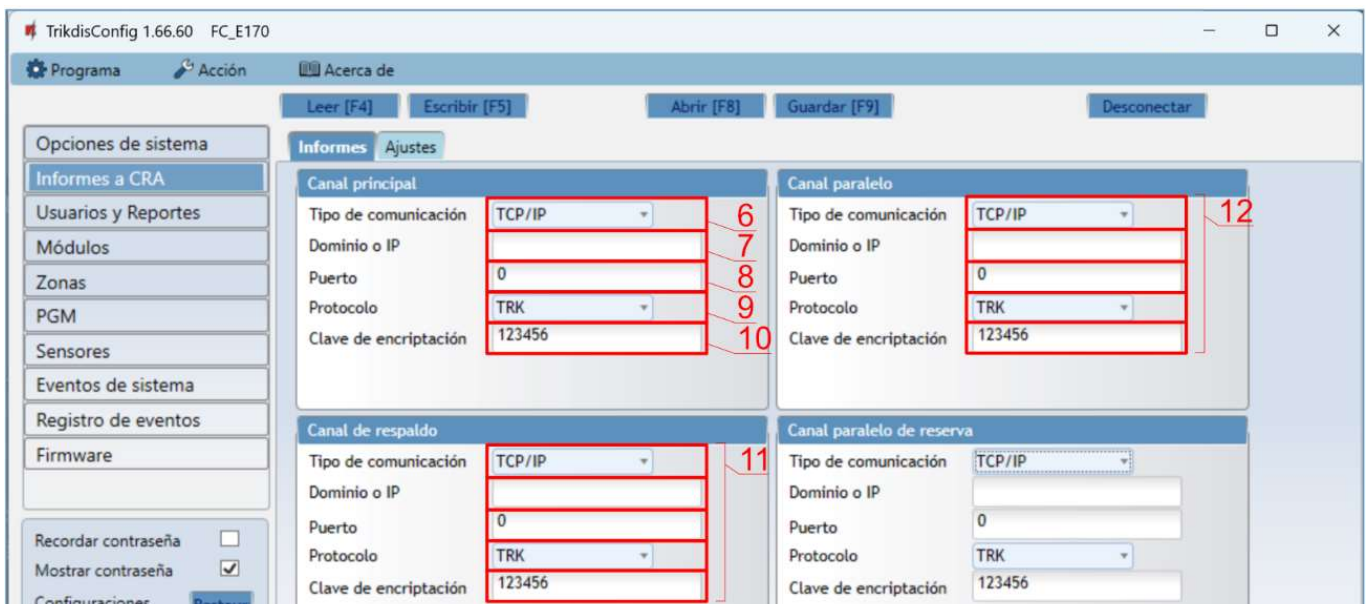 TrikdisConfig 1.66.60 FC_E170
Programa Acción Acerca de
Leer [F4] Escribir [F5] Abrir [F8] Guardar [F9] Desconectar
Opciones de sistema
Informes a CRA
Usuarios y Reportes
Módulos
Zonas
PGM
Sensores
Eventos de sistema
Registro de eventos
Firmware
Recordar contraseña
Mostrar contraseña
Configuraciones
Informes Ajustes
Canal principal
Tipo de comunicación TCP/IP 6
Dominio o IP 7
Puerto 0 8
Protocolo TRK 9
Clave de encriptación 123456 10
Canal paralelo
Tipo de comunicación TCP/IP 12
Dominio o IP
Puerto 0
Protocolo TRK
Clave de encriptación 123456
Canal de respaldo
Tipo de comunicación TCP/IP 11
Dominio o IP
Puerto 0
Protocolo TRK
Clave de encriptación 123456
Canal paralelo de reserva
Tipo de comunicación TCP/IP
Dominio o IP
Puerto 0
Protocolo TRK
Clave de encriptación 123456